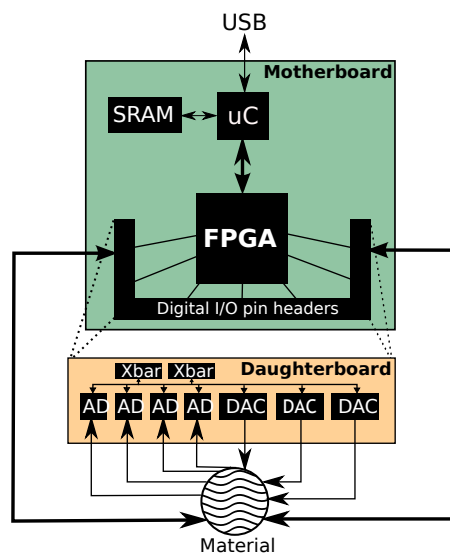 USB
Motherboard
SRAM
uC
FPGA
Digital I/O pin headers
Xbar Xbar Daughterboard
AD AD AD AD DAC DAC DAC
Material